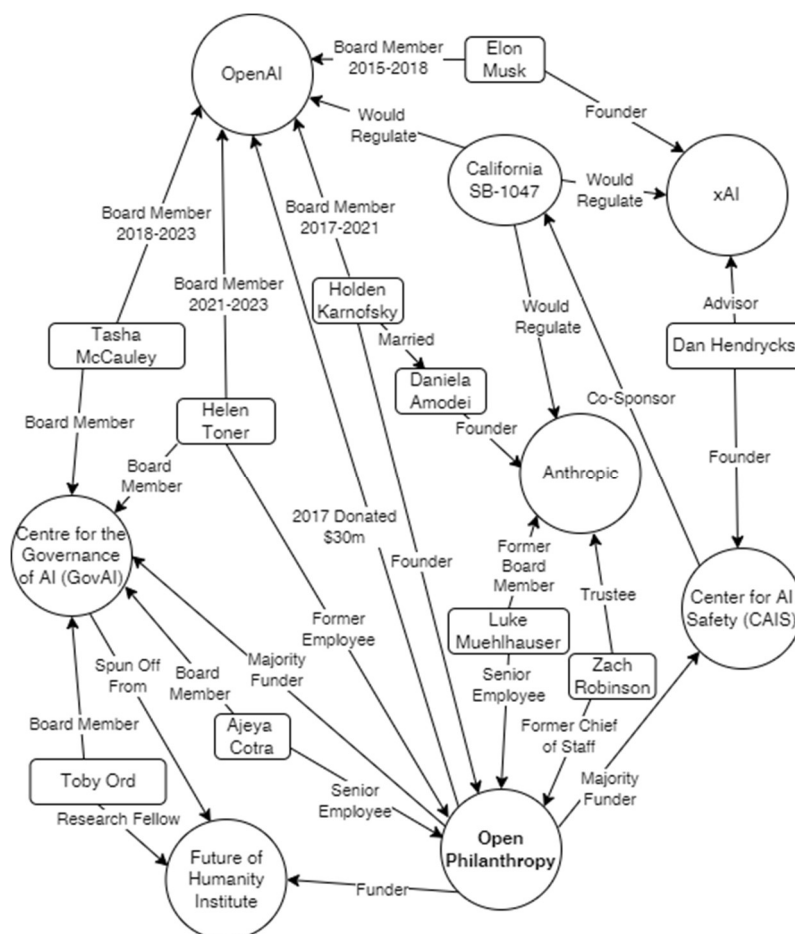 OpenAI
Board Member
2015-2018
Elon
Musk
Founder
Would
Regulate
California
SB-1047
Would
Regulate
xAI
Board Member
2018-2023
Board Member
2017-2021
Board Member
2021-2023
Holden
Karnofsky
Would
Regulate
Advisor
Tasha
McCauley
Married
Dan Hendrycks
Daniela
Amodei
Co-Sponsor
Helen
Toner
Board Member
Founder
Board
Member
Anthropic
Founder
2017 Donated
$30m
Centre for the
Governance
of AI (GovAI)
Founder
Former
Board
Member
Trustee
Center for AI
Safety (CAIS)
Former
Employee
Luke
Muehlhauser
Spun Off
From
Board
Member
Majority
Funder
Senior
Employee
Zach
Robinson
Board Member
Ajeya
Cotra
Former Chief
of Staff
Toby Ord
Senior
Employee
Majority
Funder
Research Fellow
Open
Philanthropy
Future of
Humanity
Institute
Funder